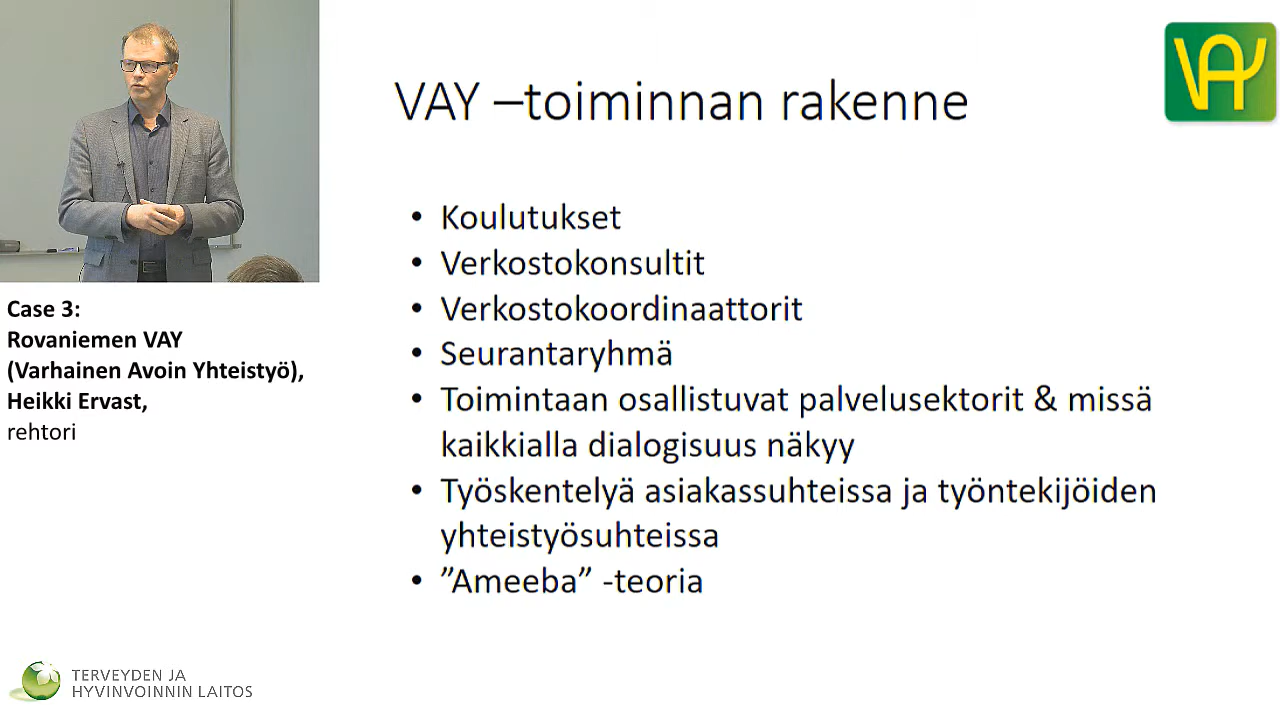 VAY –toiminnan rakenne
VAY
• Koulutukset
• Verkostokonsultit
• Verkostokoordinaattorit
• Seurantaryhmä
• Toimintaan osallistuvat palvelusektorit & missä
kaikkialla dialogisuus näkyy
• Työskentelyä asiakassuhteissa ja työntekijöiden
yhteistyösuhteissa
• ”Ameeba” -teoria
Case 3:
Rovaniemen VAY
(Varhainen Avoin Yhteistyö),
Heikki Ervast,
rehtori
TERVEYDEN JA
HYVINVOINNIN LAITOS